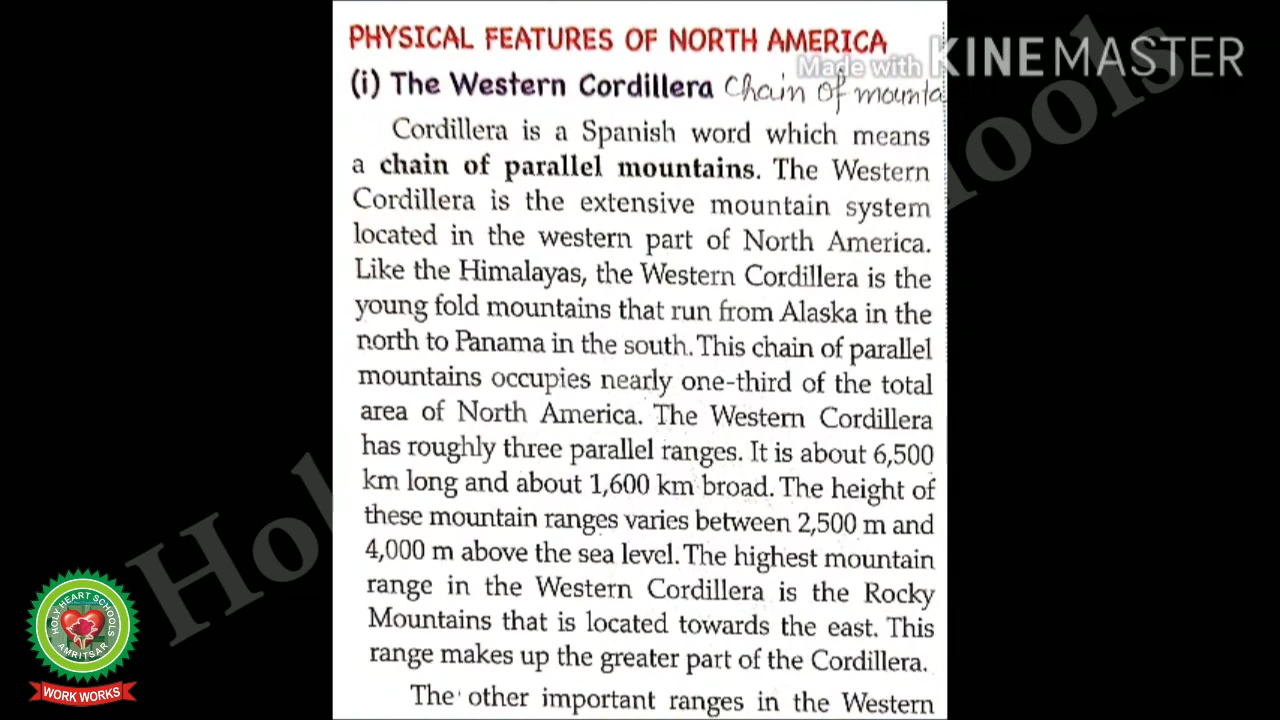 PHYSICAL FEATURES OF NORTH AMERICA
Made with KINEMASTER
(i) The Western Cordillera Chain of mounta
Cordillera is a Spanish word which means
a chain of parallel mountains. The Western
Cordillera is the extensive mountain system
located in the western part of North America.
Like the Himalayas, the Western Cordillera is the
young fold mountains that run from Alaska in the
north to Panama in the south. This chain of parallel
mountains occupies nearly one-third of the total
area of North America. The Western Cordillera
has roughly three parallel ranges. It is about 6,500
km long and about 1,600 km broad. The height of
these mountain ranges varies between 2,500 m and
4,000 m above the sea level. The highest mountain
range in the Western Cordillera is the Rocky
Mountains that is located towards the east. This
range makes up the greater part of the Cordillera.
The other important ranges in the Western
HOLY HEART SCHOOLS
AMRITSAR
WORK WORKS
Hol
hools